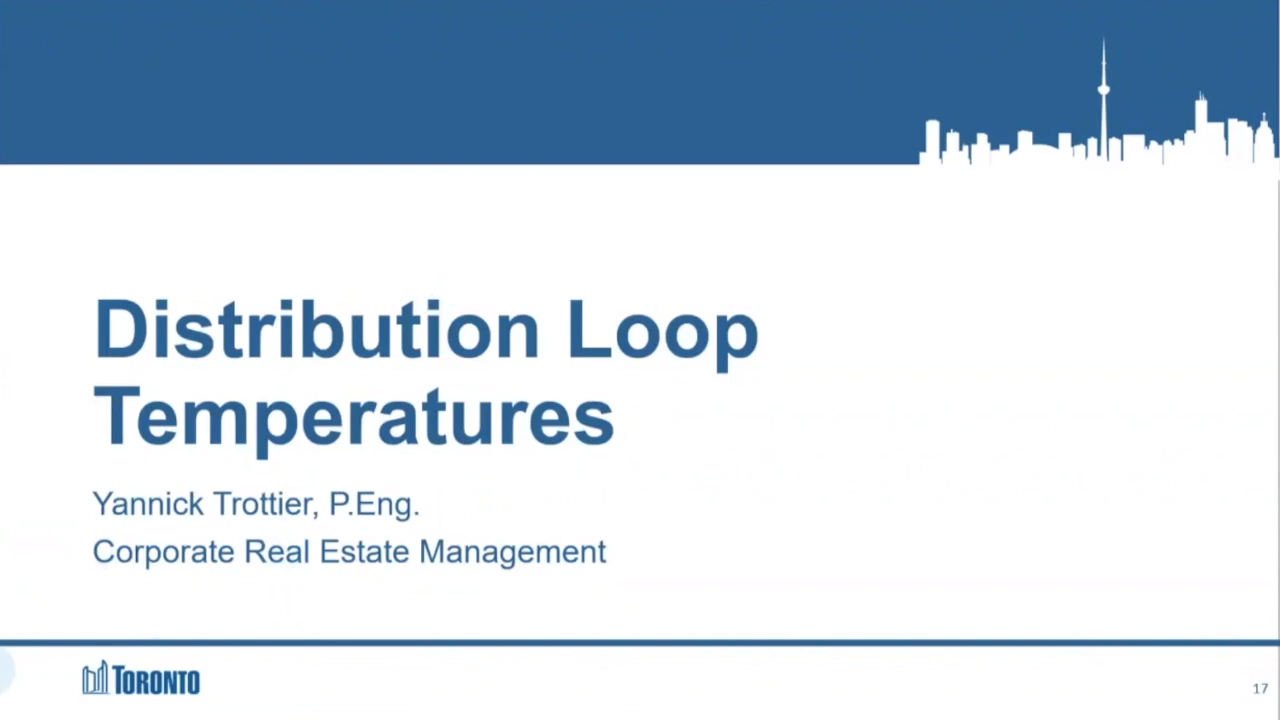 Distribution Loop
Temperatures
Yannick Trottier, P.Eng.
Corporate Real Estate Management
TORONTO
17